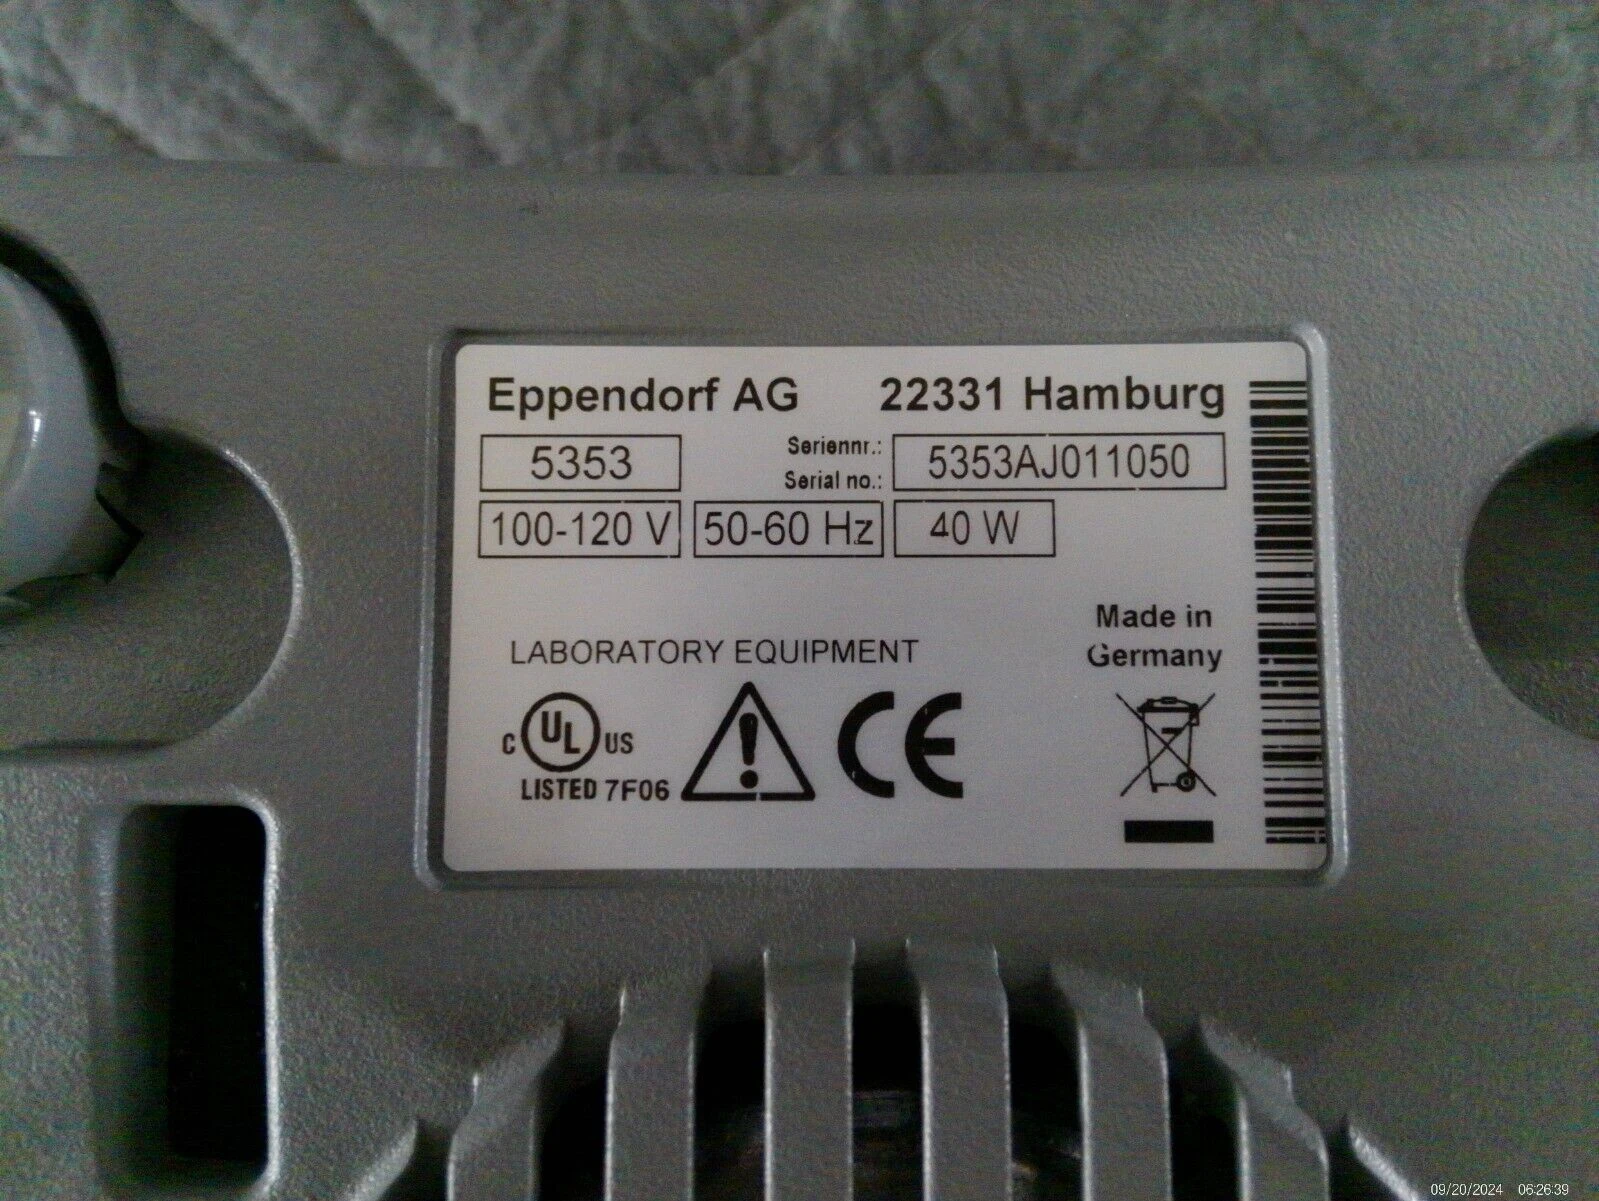 Eppendorf AG 22331 Hamburg
5353 Seriennr.: Serial no.: 5353AJ011050
100-120 V 50-60 Hz 40 W
Made in
Germany
LABORATORY EQUIPMENT
C UL US
LISTED 7F06
CE
09/20/2024 06:26:39